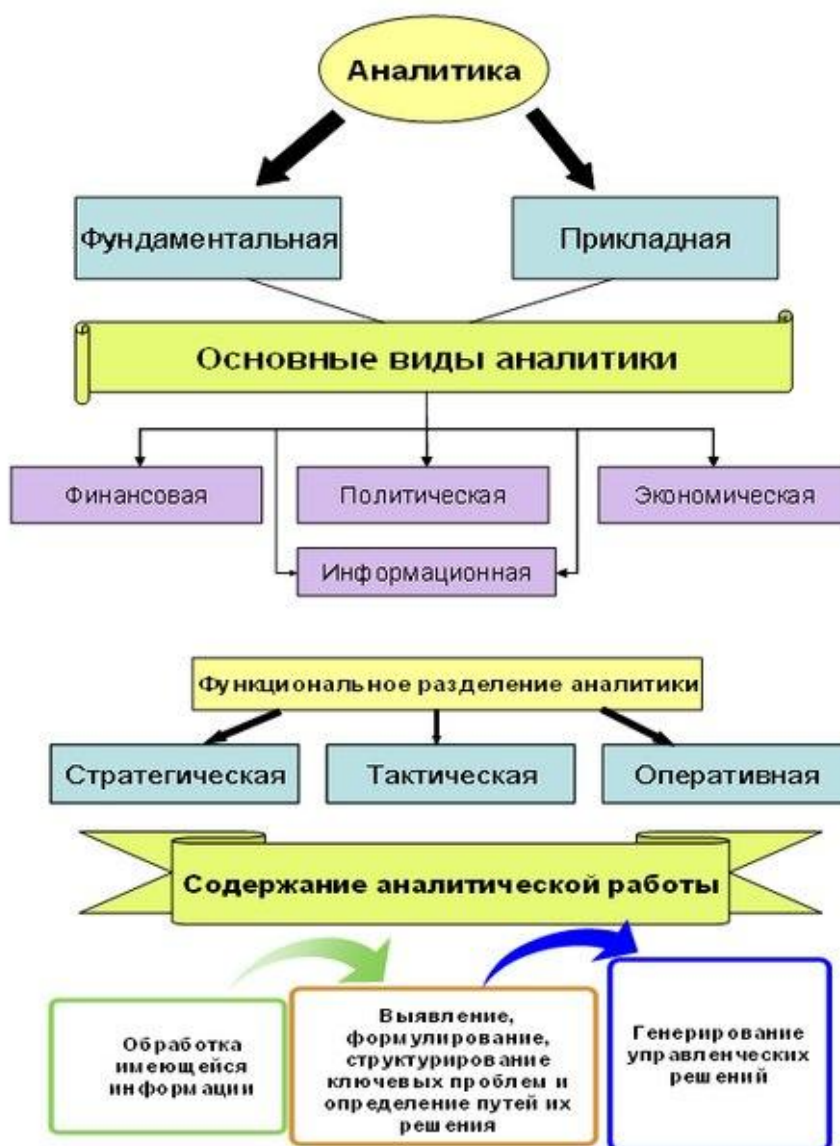 Аналитика
Фундаментальная
Прикладная
Основные виды аналитики
Финансовая
Политическая
Экономическая
Информационная
Функциональное разделение аналитики
Стратегическая
Тактическая
Оперативная
Содержание аналитической работы
Обработка
имеющейся
информации
Выявление,
формулирование,
структурирование
ключевых проблем и
определение путей их
решения
Генерирование
управленческих
решений